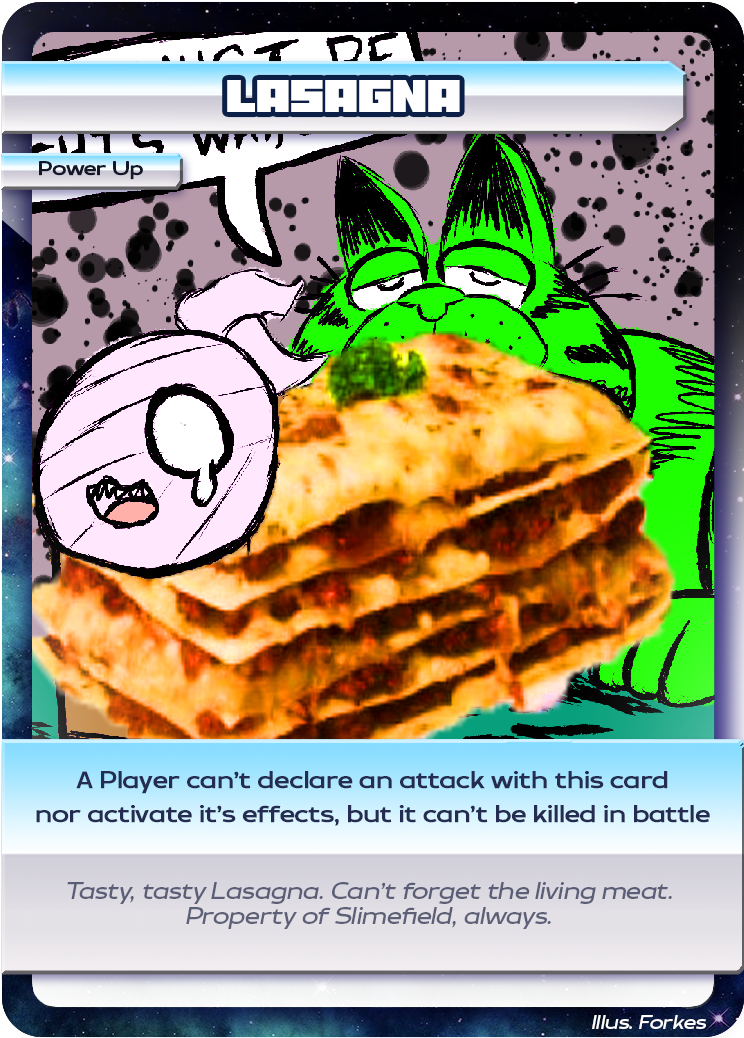 LASAGNA
Power Up
A Player can't declare an attack with this card
nor activate it's effects, but it can't be killed in battle
Tasty, tasty Lasagna. Can't forget the living meat.
Property of Slimefield, always.
Illus. Forkes